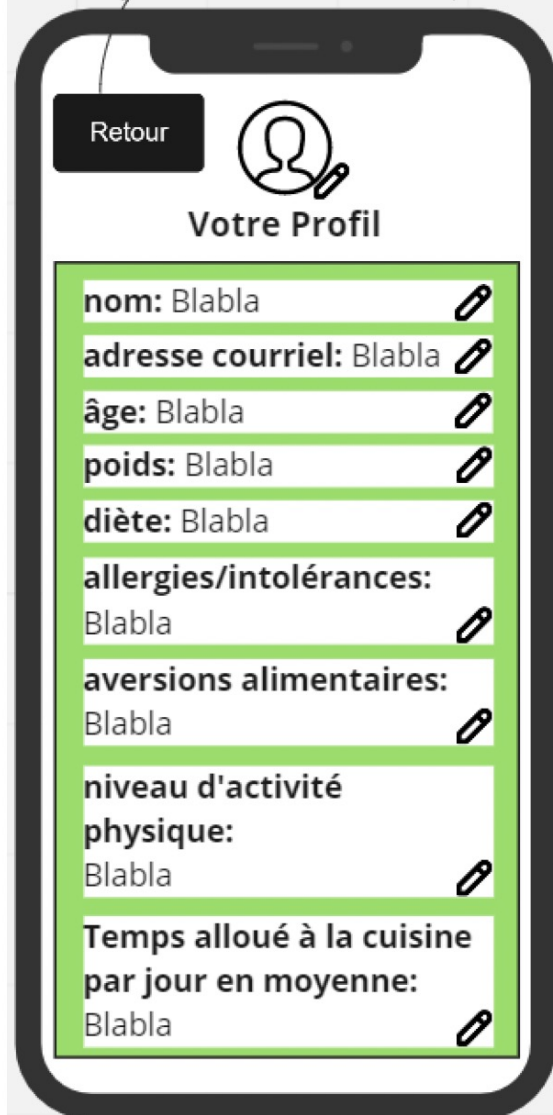 Retour
Votre Profil
nom: Blabla
adresse courriel: Blabla
âge: Blabla
poids: Blabla
diète: Blabla
allergies/intolérances:
Blabla
aversions alimentaires:
Blabla
niveau d'activité
physique:
Blabla
Temps alloué à la cuisine
par jour en moyenne:
Blabla